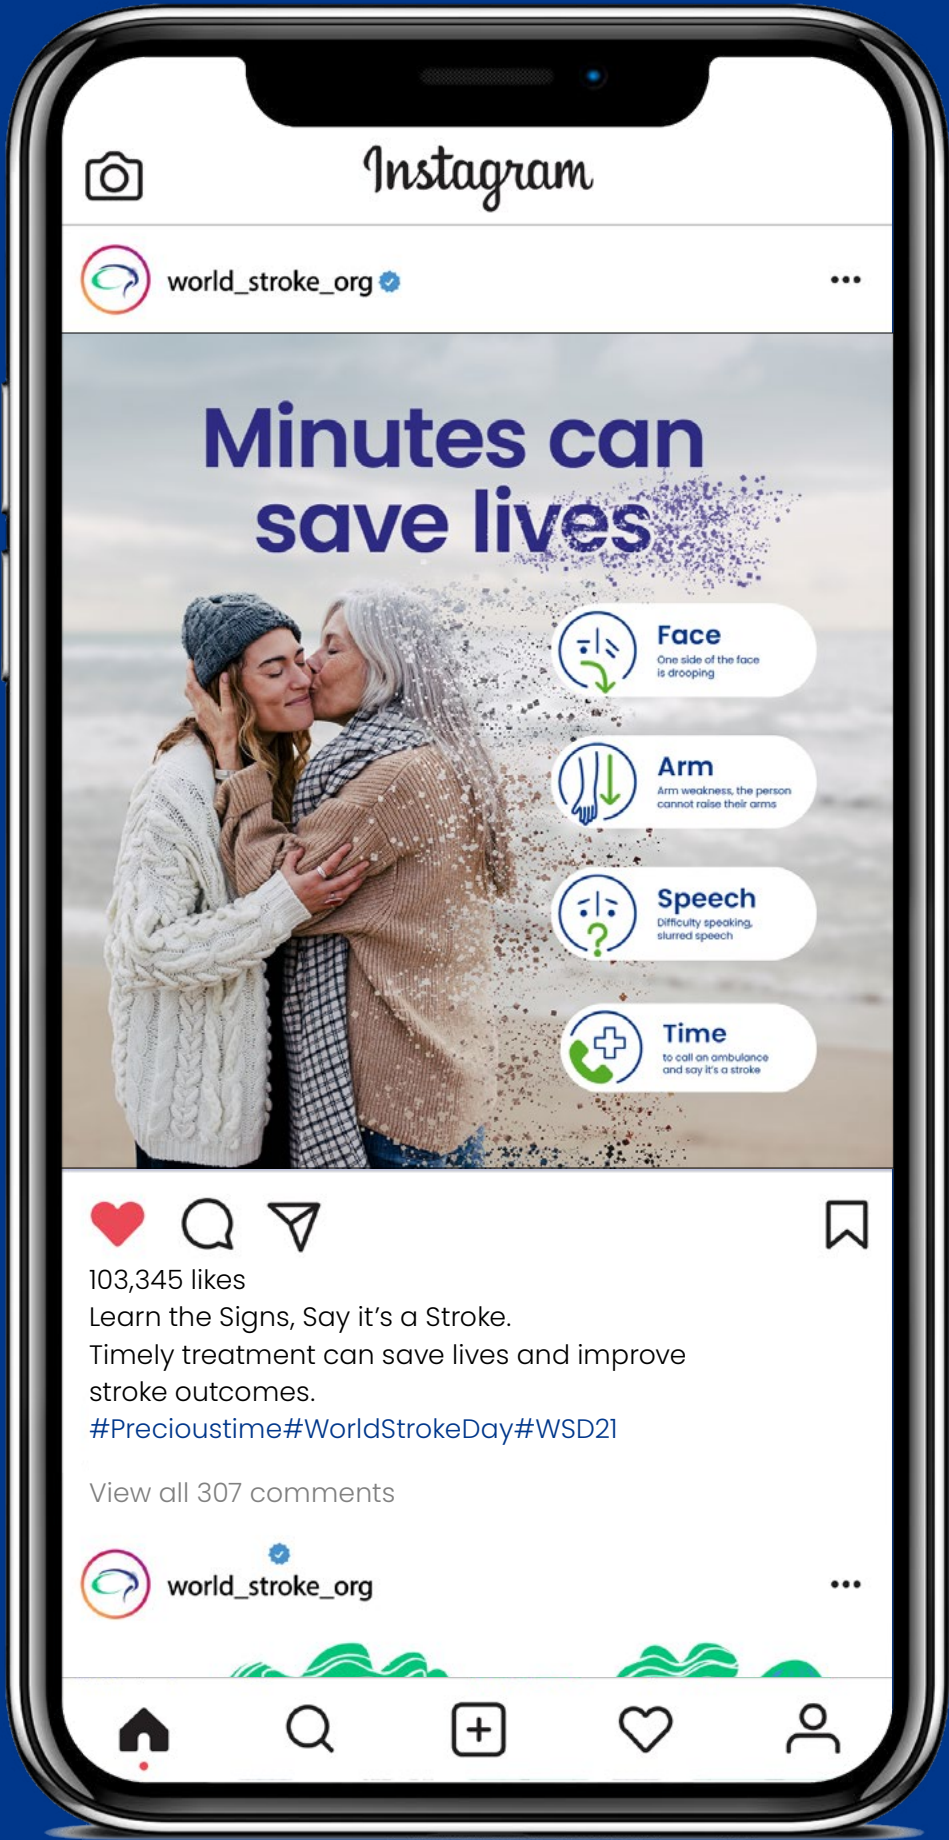 Instagram
world_stroke_org
Minutes can
save lives
Face
One side of the face
is drooping
Arm
Arm weakness, the person
cannot raise their arms
Speech
Difficulty speaking,
slurred speech
Time
to call an ambulance
and say it's a stroke
103,345 likes
Learn the Signs, Say it’s a Stroke.
Timely treatment can save lives and improve
stroke outcomes.
#Precioustime#WorldStrokeDay#WSD21
View all 307 comments
world_stroke_org